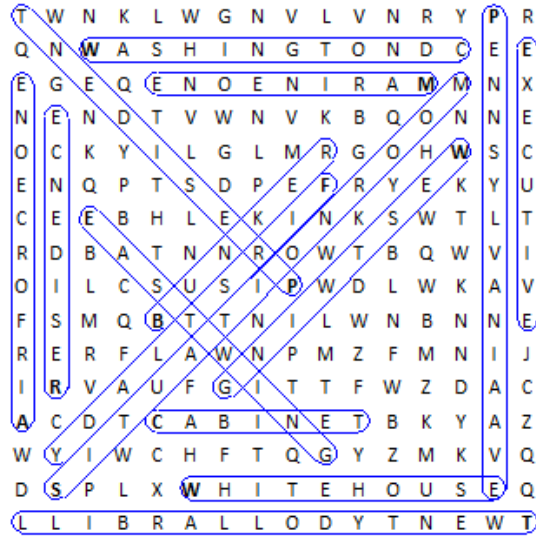 T W N K L W G N V L V N R Y P R
Q N W A S H I N G T O N D C E E
E G E Q E N O E N I R A M M N X
N E N D T V W N V K B Q O N N E
O C K Y I L G L M R G O H W S C
E N Q P T S D P E F R Y E K Y U
C E E B H L E K I N K S W T L T
R D B A T N N R O W T B Q W V I
O I L C S U S I P W D L W K A V
F S M Q B T T N I L W N B N N E
R E R F L A W N P M Z F M N I J
I R V A U F G I T T F W Z D A C
A C D T C A B I N E T B K Y A Z
W Y I W C H F T Q G Y Z M K V Q
D S P L X W H I T E H O U S E Q
L L I B R A L L O D Y T N E W T